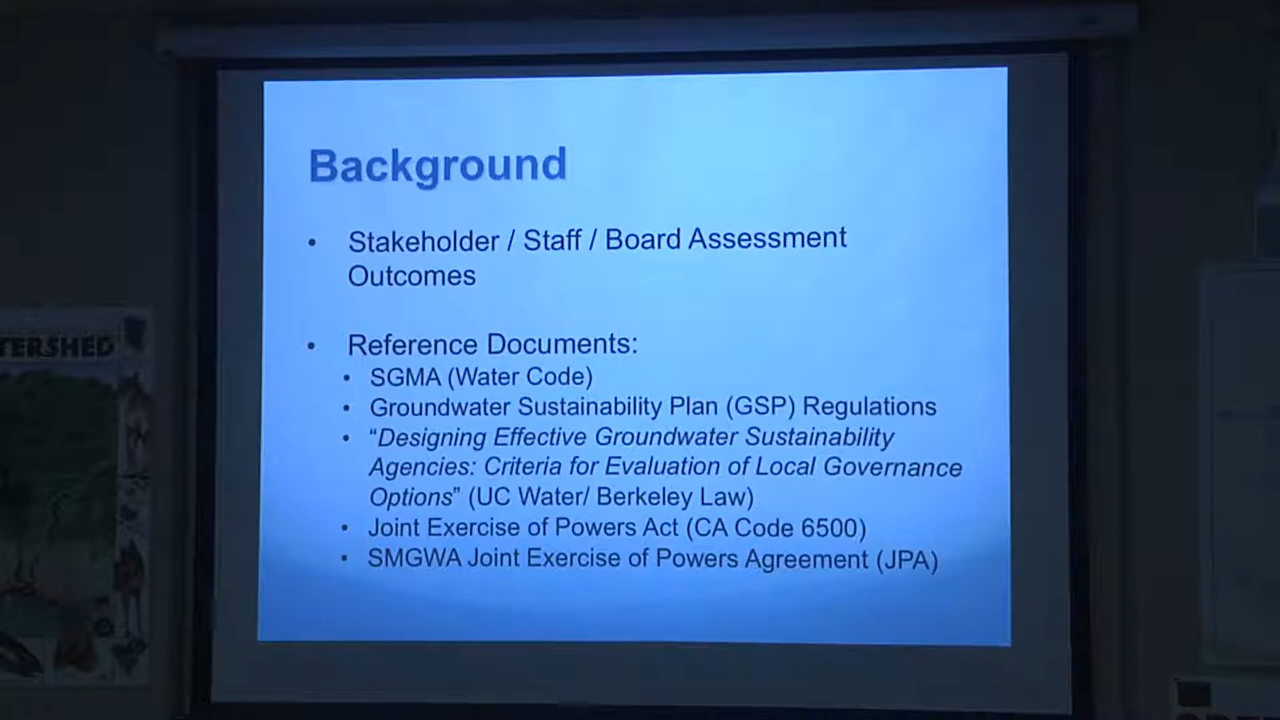 Background
• Stakeholder / Staff / Board Assessment
Outcomes
• Reference Documents:
• SGMA (Water Code)
• Groundwater Sustainability Plan (GSP) Regulations
• “Designing Effective Groundwater Sustainability
Agencies: Criteria for Evaluation of Local Governance
Options” (UC Water/ Berkeley Law)
• Joint Exercise of Powers Act (CA Code 6500)
• SMGWA Joint Exercise of Powers Agreement (JPA)
TERSHED